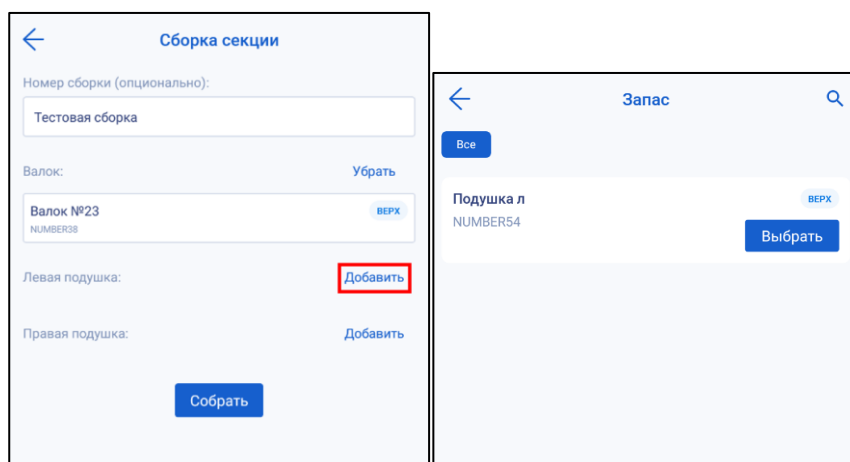 Сборка секции
Номер сборки (опционально):
Тестовая сборка
Валок:
Убрать
Валок №23
ВЕРХ
NUMBER38
Левая подушка:
Добавить
Правая подушка:
Добавить
Собрать
Запас
Все
Подушка л
ВЕРХ
NUMBER54
Выбрать